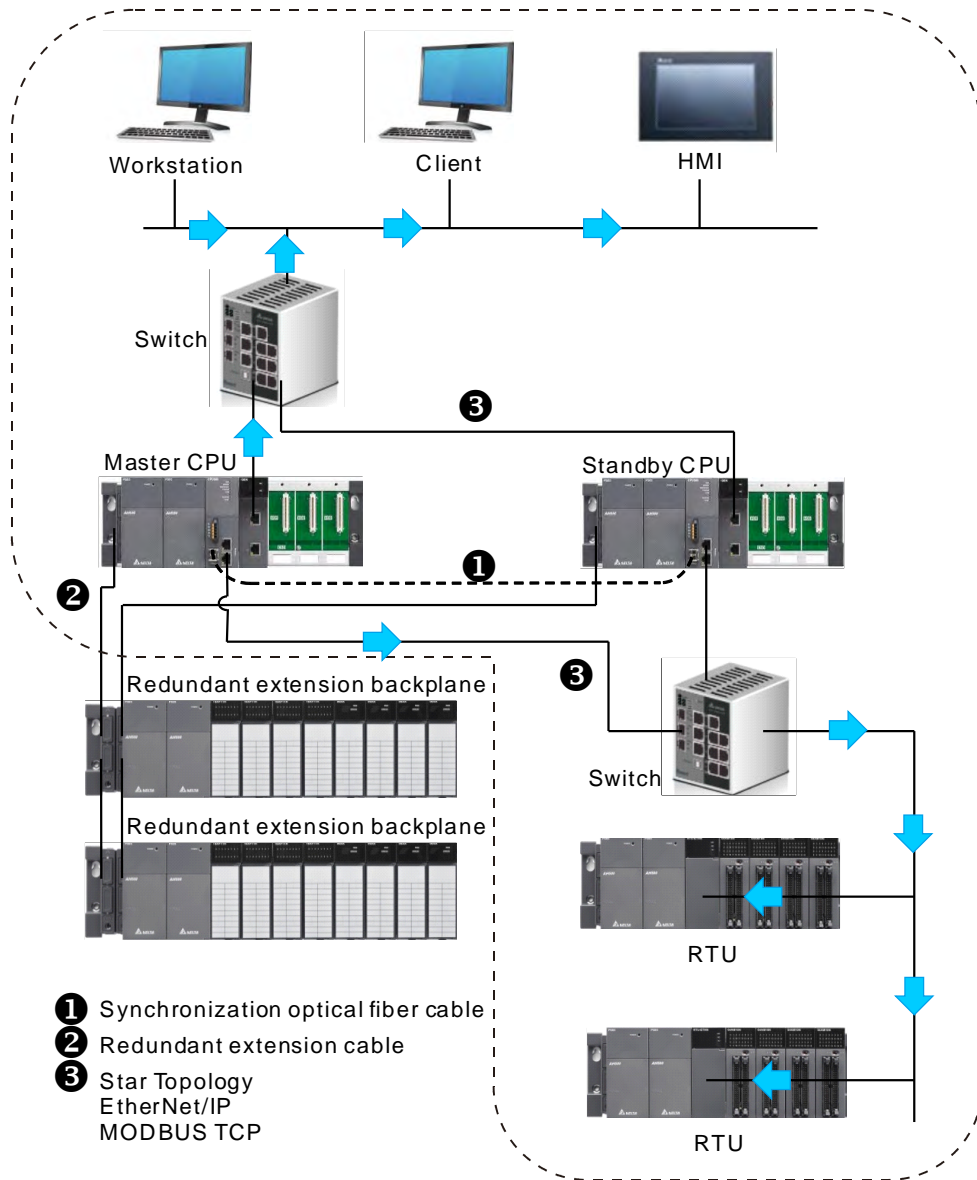 Workstation
Client
HMI
Switch
❸
Master CPU
Standby CPU
❶
❷
❸
Redundant extension backplane
Switch
Redundant extension backplane
RTU
❶ Synchronization optical fiber cable
❷ Redundant extension cable
❸ Star Topology
EtherNet/IP
MODBUS TCP
RTU